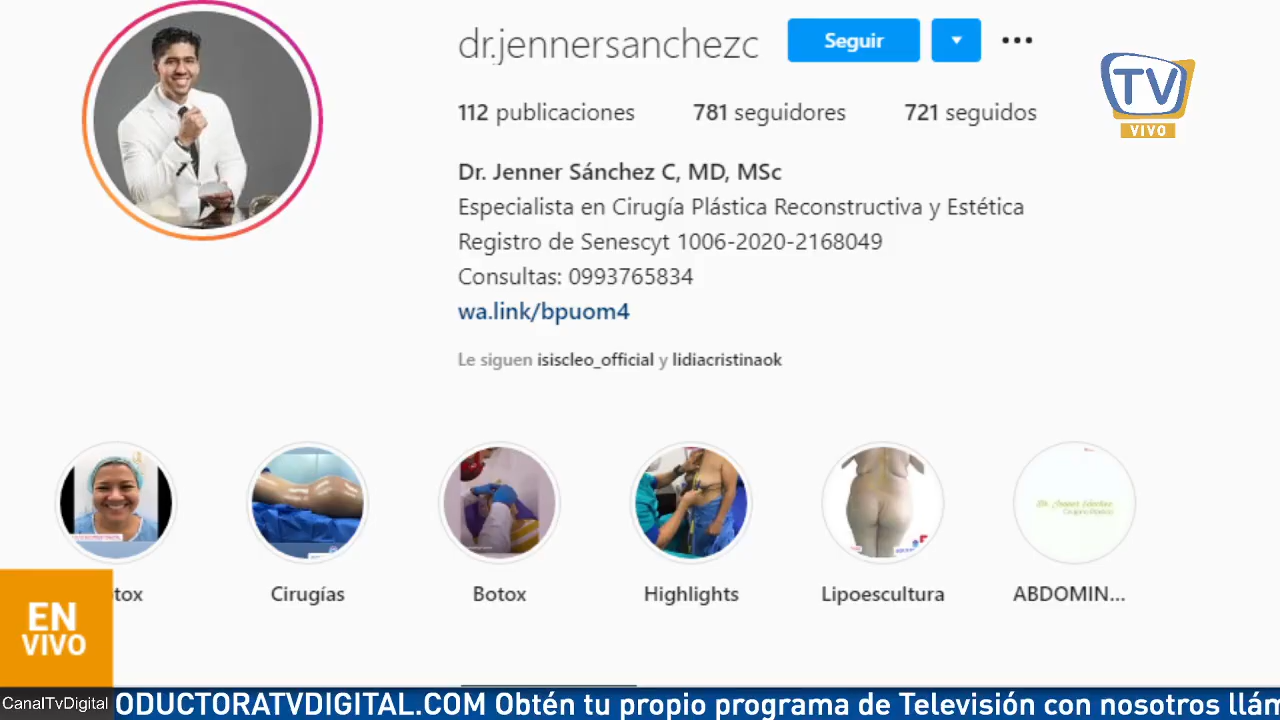 dr.jennersanchezc
Seguir
112 publicaciones 781 seguidores 721 seguidos
TV
VIVO
Dr. Jenner Sánchez C, MD, MSc
Especialista en Cirugía Plástica Reconstructiva y Estética
Registro de Senescyt 1006-2020-2168049
Consultas: 0993765834
wa.link/bpuom4
Le siguen isiscleo_official y lidiacristinaok
tox Cirugías Botox Highlights Lipoescultura ABDOMIN...
EN
VIVO
CanalTvDigital
ODUCTORATVDIGITAL.COM Obtén tu propio programa de Televisión con nosotros llán